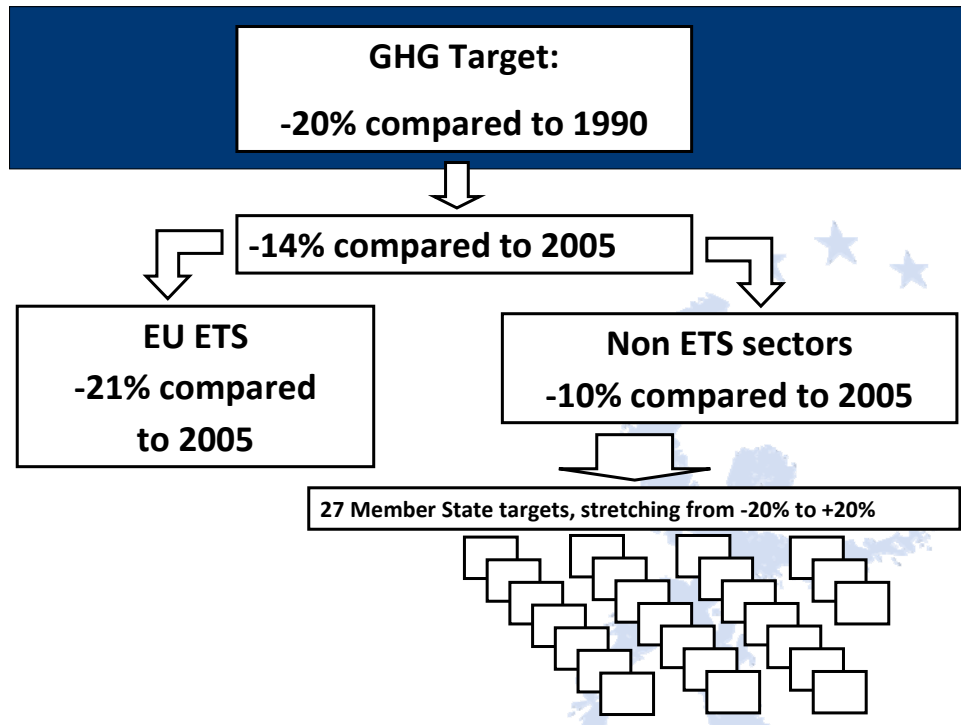 GHG Target:
-20% compared to 1990
-14% compared to 2005
EU ETS
-21% compared
to 2005
Non ETS sectors
-10% compared to 2005
27 Member State targets, stretching from -20% to +20%